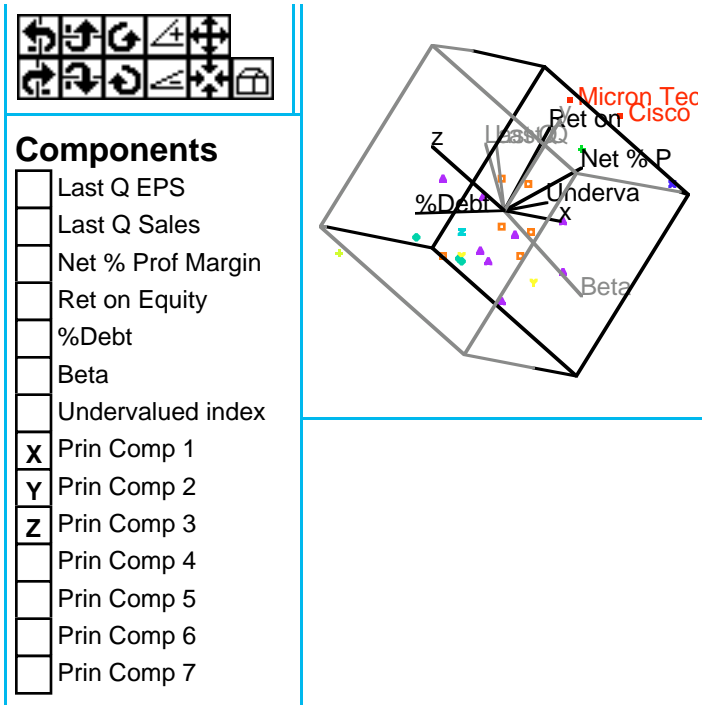 Components
Last Q EPS
Last Q Sales
Net % Prof Margin
Ret on Equity
%Debt
Beta
Undervalued index
X Prin Comp 1
Y Prin Comp 2
Z Prin Comp 3
Prin Comp 4
Prin Comp 5
Prin Comp 6
Prin Comp 7
Micron Tec
Cisco
y
Ret on
Last Q
z
Net % P
Underva
%Debt
x
Beta